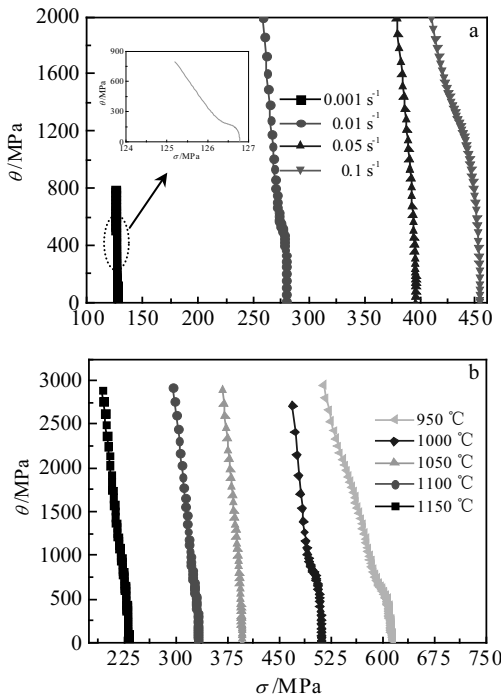 a
2000
1600
1200
800
400
0
θ/MPa
900
600
300
0
θ/MPa
124 125 126 127
σ/MPa
0.001 s⁻¹
0.01 s⁻¹
0.05 s⁻¹
0.1 s⁻¹
100 150 200 250 300 350 400 450
b
3000
2500
2000
1500
1000
500
0
θ/MPa
950 ℃
1000 ℃
1050 ℃
1100 ℃
1150 ℃
225 300 375 450 525 600 675 750
σ/MPa